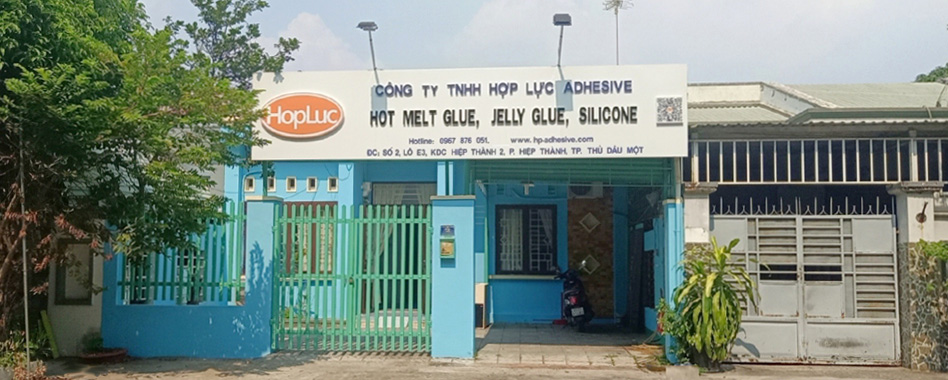 HopLuc
CÔNG TY TNHH HỢP LỰC ADHESIVE
HOT MELT GLUE, JELLY GLUE, SILICONE
Hotline: 0967 876 051, www.hp-adhesive.com
ĐC: SỐ 2, LÔ E3, KDC HIỆP THÀNH 2, P. HIỆP THÀNH, TP. THỦ DẦU MỘT